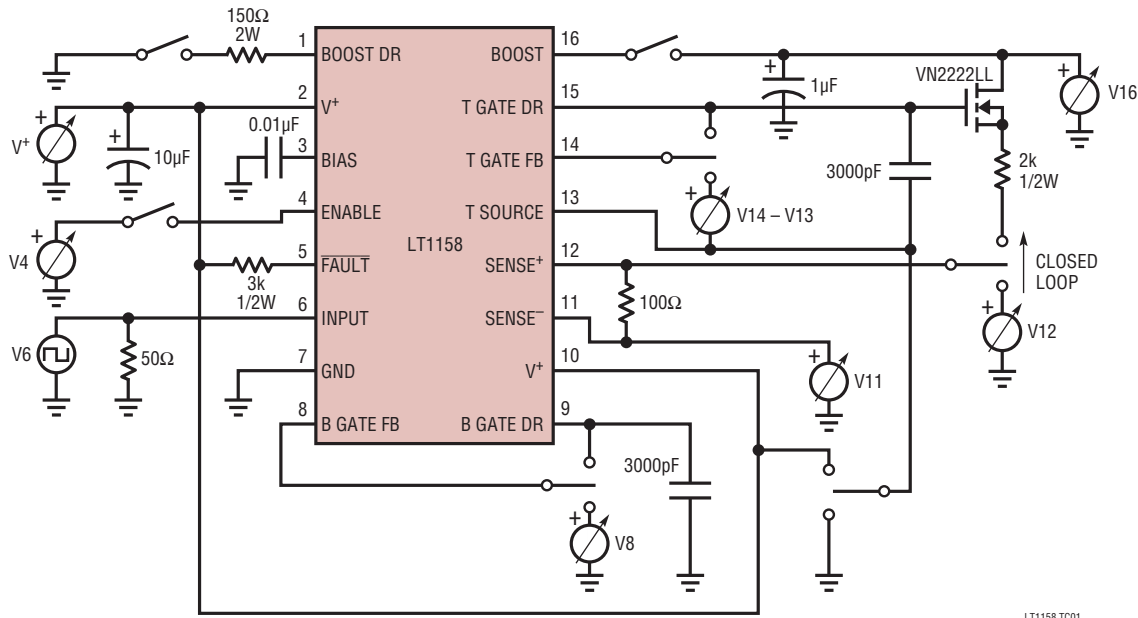 150Ω
2W
1
BOOST DR
BOOST
16
VN2222LL
+
1µF
+
V16
2
V+
T GATE DR
15
+
V+
+
10µF
0.01µF
3
BIAS
T GATE FB
14
3000pF
2k
1/2W
4
ENABLE
T SOURCE
13
+
V14 – V13
+
V4
LT1158
5
FAULT
SENSE+
12
CLOSED
LOOP
3k
1/2W
100Ω
6
INPUT
SENSE–
11
+
V12
V6
50Ω
7
GND
V+
10
+
V11
8
B GATE FB
B GATE DR
9
3000pF
+
V8
LT1158 TC01